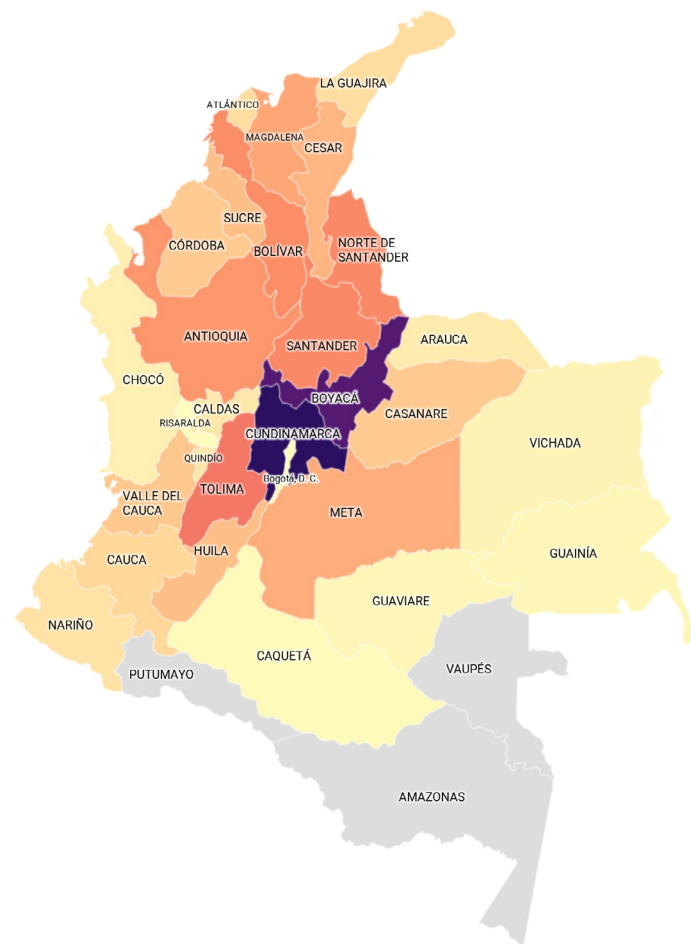 LA GUAJIRA
ATLÁNTICO
MAGDALENA
CESAR
SUCRE
CÓRDOBA
BOLÍVAR
NORTE DE
SANTANDER
ANTIOQUIA
SANTANDER
ARAUCA
CHOCÓ
BOYACÁ
CALDAS
CASANARE
RISARALDA
CUNDINAMARCA
VICHADA
QUINDÍO
Bogotá, D. C.
TOLIMA
VALLE DEL
CAUCA
META
HUILA
GUAINÍA
CAUCA
GUAVIARE
NARIÑO
CAQUETÁ
VAUPÉS
PUTUMAYO
AMAZONAS